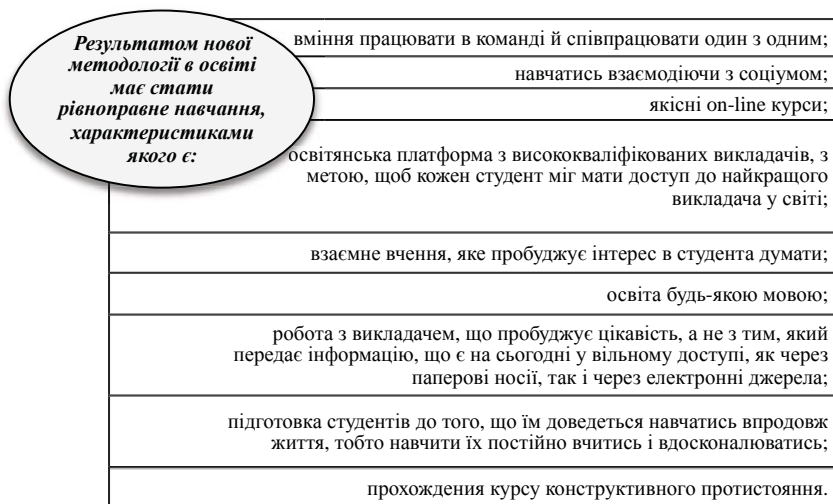 Результатом нової
методології в освіті
має стати
рівноправне навчання,
характеристиками
якого є:
вміння працювати в команді й співпрацювати один з одним;
навчатись взаємодіючи з соціумом;
якісні on-line курси;
освітянська платформа з висококваліфікованих викладачів, з
метою, щоб кожен студент міг мати доступ до найкращого
викладача у світі;
взаємне вчення, яке пробуджує інтерес в студента думати;
освіта будь-якою мовою;
робота з викладачем, що пробуджує цікавість, а не з тим, який
передає інформацію, що є на сьогодні у вільному доступі, як через
паперові носії, так і через електронні джерела;
підготовка студентів до того, що їм доведеться навчатись впродовж
життя, тобто навчити їх постійно вчитись і вдосконалюватись;
прохождения курсу конструктивного протистояння.